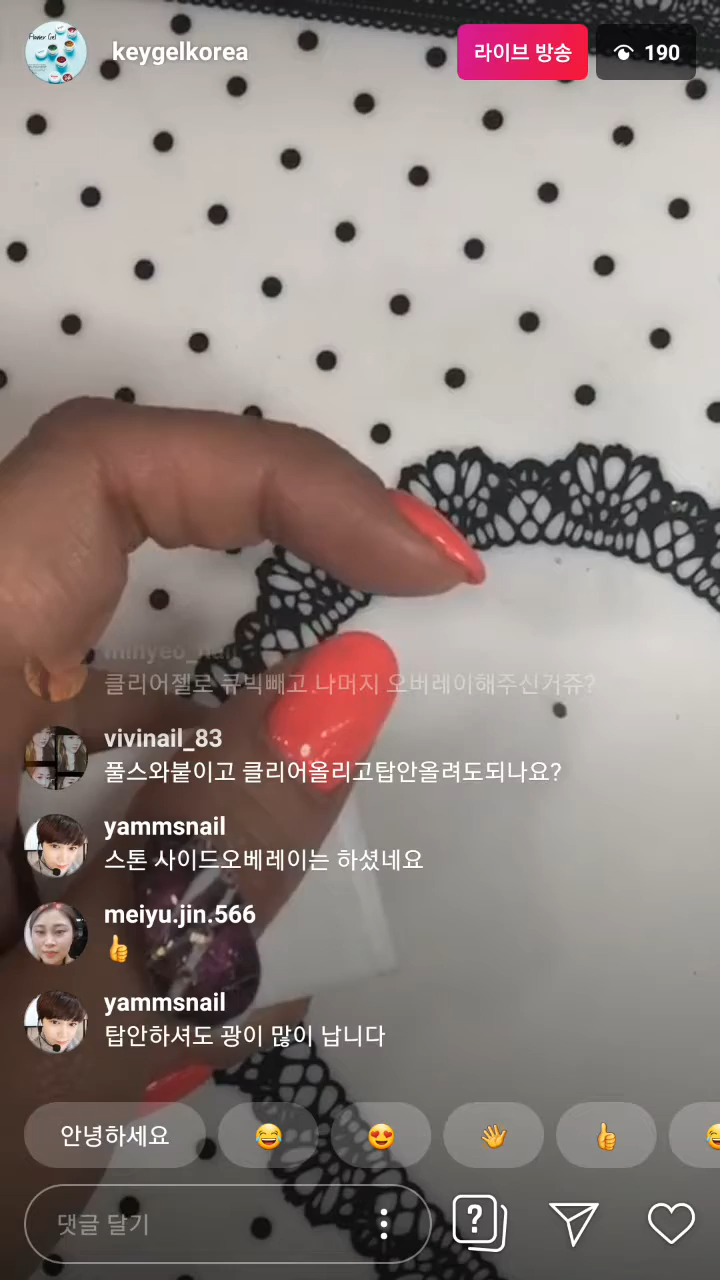 keygelkorea
라이브 방송
190
minyeo_nail
클리어젤로 큐빅빼고 나머지 오버레이해주신거쥬?
vivinail_83
풀스와붙이고 클리어올리고탑안올려도되나요?
yammsnail
스톤 사이드오베레이는 하셨네요
meiyu.jin.566
👍
yammsnail
탑안하셔도 광이 많이 납니다
안녕하세요 😂 😍 👋 👍 😂
댓글 달기